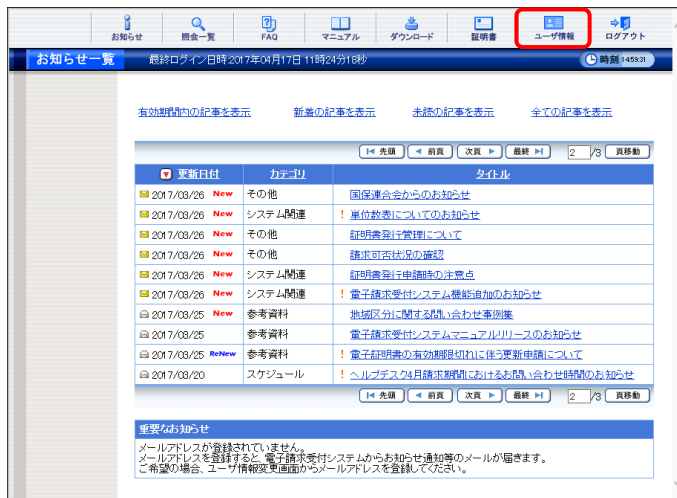 お知らせ 照会一覧 FAQ マニュアル ダウンロード 証明書 ユーザ情報 ログアウト
お知らせ一覧 最終ログイン日時:2017年04月17日 11時24分18秒 時刻 14:59:31
有効期間内の記事を表示 新着の記事を表示 未読の記事を表示 全ての記事を表示
先頭 前頁 次頁 最終 2 /3 頁移動
更新日付 カテゴリ タイトル
2017/03/26 New その他 国保連合会からのお知らせ
2017/03/26 New システム関連 ! 単位数表についてのお知らせ
2017/03/26 New その他 証明書発行管理について
2017/03/26 New その他 請求可否状況の確認
2017/03/26 New システム関連 証明書発行申請時の注意点
2017/03/26 New システム関連 ! 電子請求受付システム機能追加のお知らせ
2017/03/25 New 参考資料 地域区分に関する問い合わせ事例集
2017/03/25 参考資料 電子請求受付システムマニュアルリリースのお知らせ
2017/03/25 ReNew 参考資料 ! 電子証明書の有効期限切れに伴う更新申請について
2017/03/20 スケジュール ! ヘルプデスク4月請求期間におけるお問い合わせ時間のお知らせ
先頭 前頁 次頁 最終 2 /3 頁移動
重要なお知らせ
メールアドレスが登録されていません。
メールアドレスを登録すると、電子請求受付システムからお知らせ通知等のメールが届きます。
ご希望の場合、ユーザ情報変更画面からメールアドレスを登録してください。